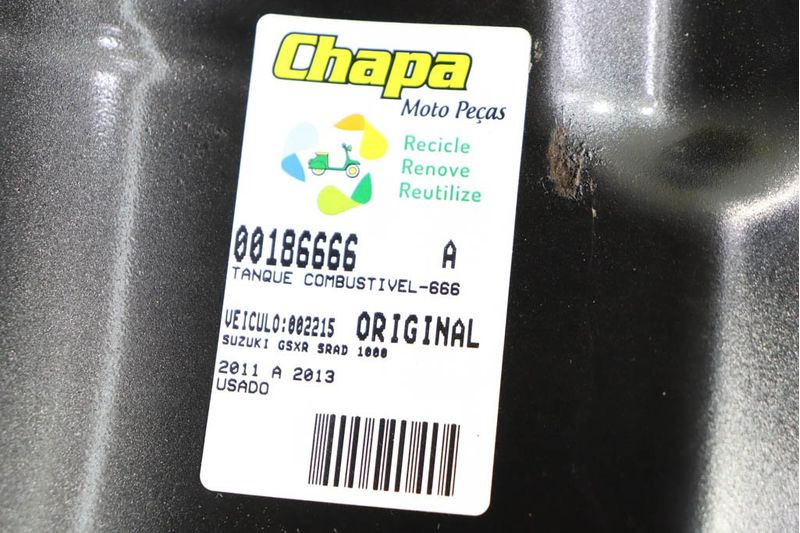 Chapa
Moto Peças
Recicle
Renove
Reutilize
00186666 A
TANQUE COMBUSTIVEL-666
VEICULO:002215 ORIGINAL
SUZUKI GSXR SRAD 1000
2011 A 2013
USADO